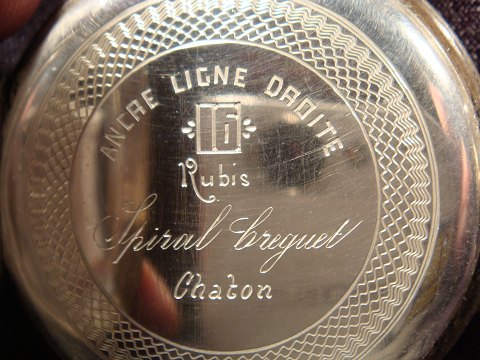 ANCRE LIGNE DROITE
16
Rubis
Spiral breguet
Chaton